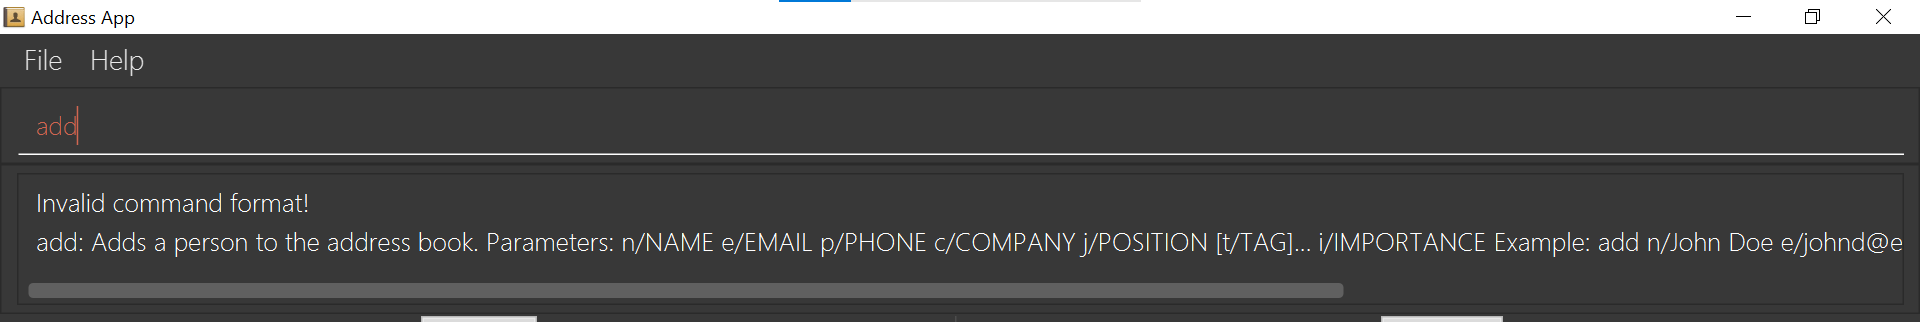 Address App
File Help
add
Invalid command format!
add: Adds a person to the address book. Parameters: n/NAME e/EMAIL p/PHONE c/COMPANY j/POSITION [t/TAG]... i/IMPORTANCE Example: add n/John Doe e/johnd@e